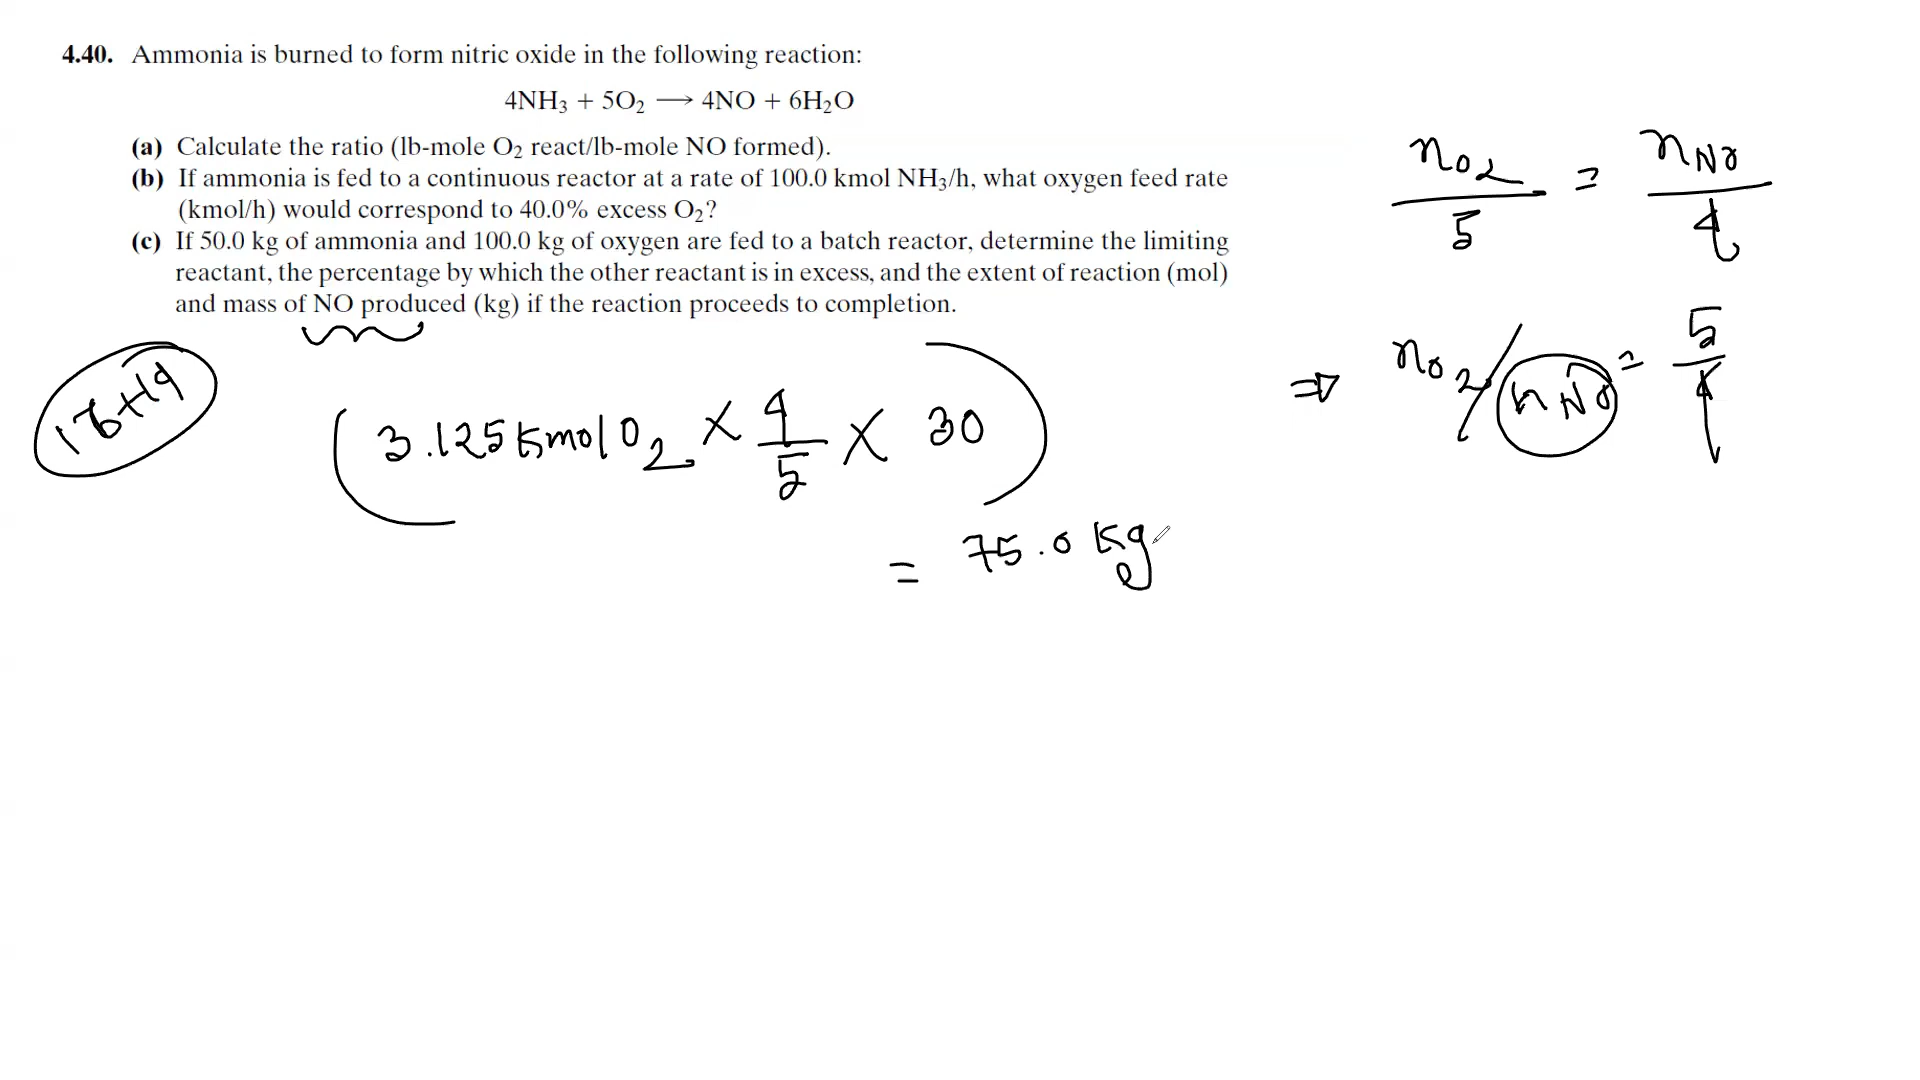 4.40. Ammonia is burned to form nitric oxide in the following reaction:
4NH₃ + 5O₂ ⟶ 4NO + 6H₂O
(a) Calculate the ratio (lb-mole O₂ react/lb-mole NO formed).
(b) If ammonia is fed to a continuous reactor at a rate of 100.0 kmol NH₃/h, what oxygen feed rate
(kmol/h) would correspond to 40.0% excess O₂?
(c) If 50.0 kg of ammonia and 100.0 kg of oxygen are fed to a batch reactor, determine the limiting
reactant, the percentage by which the other reactant is in excess, and the extent of reaction (mol)
and mass of NO produced (kg) if the reaction proceeds to completion.
nO₂/5 = nNO/4
⇒ nO₂/nNO = 5/4
16+14
(3.125 Kmol O₂ × 4/5 × 30)
= 75.0 Kg